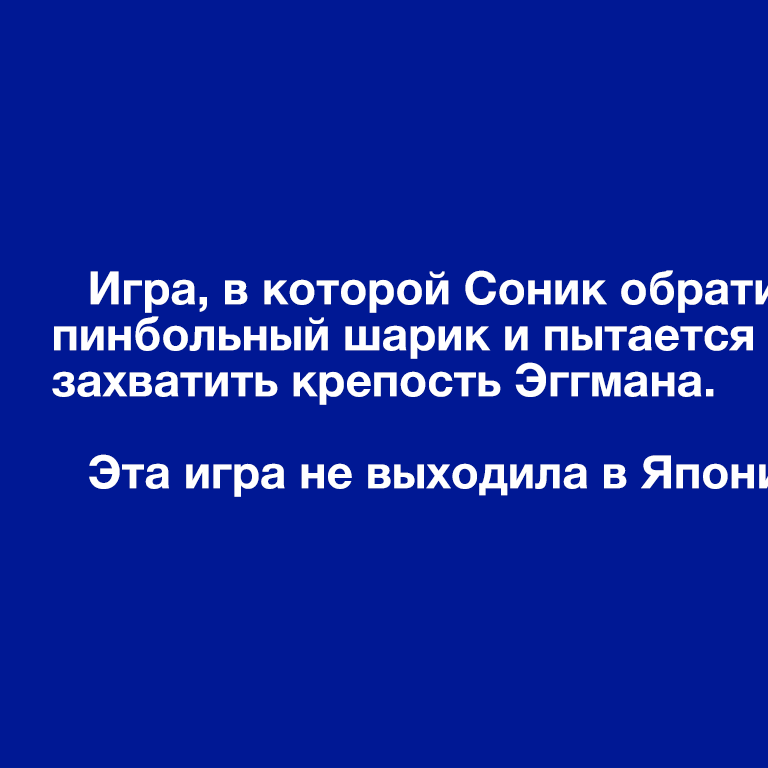 Игра, в которой Соник обрати
пинбольный шарик и пытается
захватить крепость Эггмана.
Эта игра не выходила в Япони